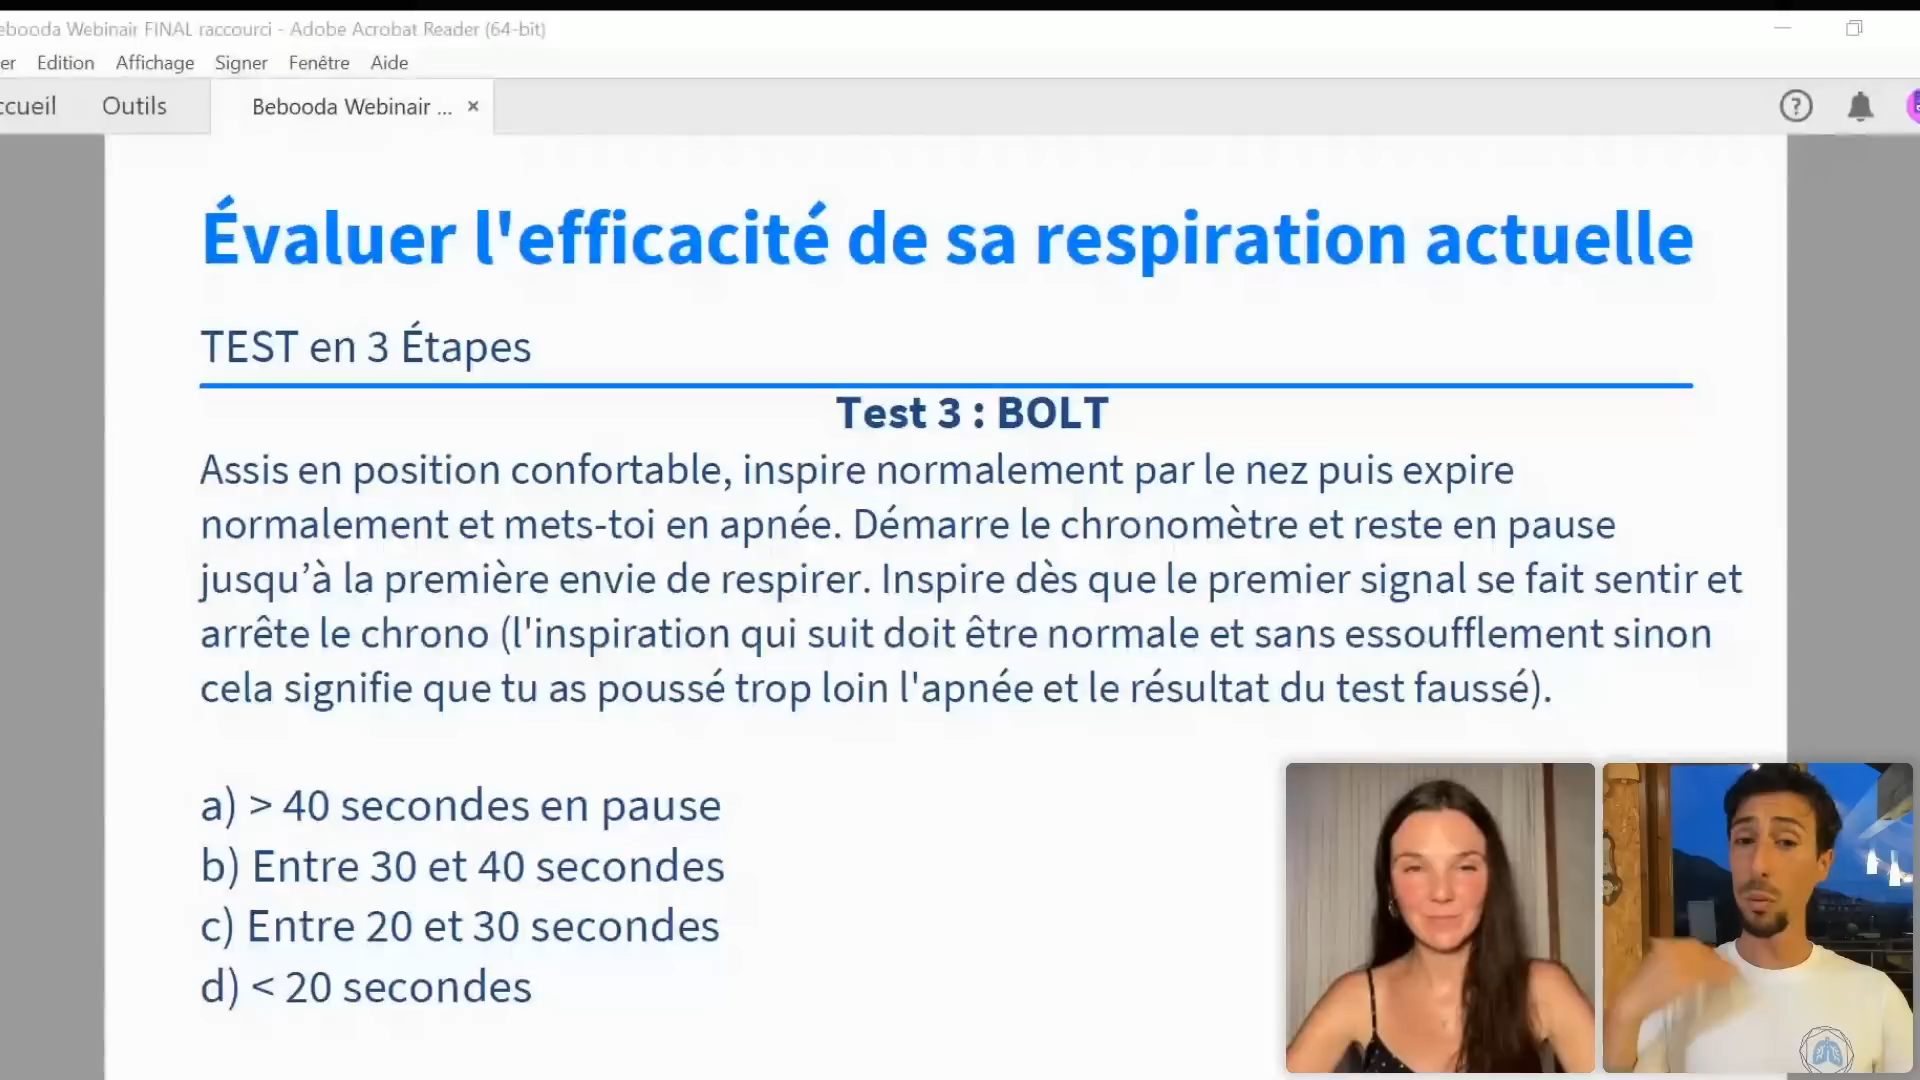 ebooda Webinair FINAL raccourci - Adobe Acrobat Reader (64-bit)
er Edition Affichage Signer Fenêtre Aide
ccueil Outils Bebooda Webinair ... ×
Évaluer l'efficacité de sa respiration actuelle
TEST en 3 Étapes
Test 3 : BOLT
Assis en position confortable, inspire normalement par le nez puis expire
normalement et mets-toi en apnée. Démarre le chronomètre et reste en pause
jusqu’à la première envie de respirer. Inspire dès que le premier signal se fait sentir et
arrête le chrono (l'inspiration qui suit doit être normale et sans essoufflement sinon
cela signifie que tu as poussé trop loin l'apnée et le résultat du test faussé).
a) > 40 secondes en pause
b) Entre 30 et 40 secondes
c) Entre 20 et 30 secondes
d) < 20 secondes